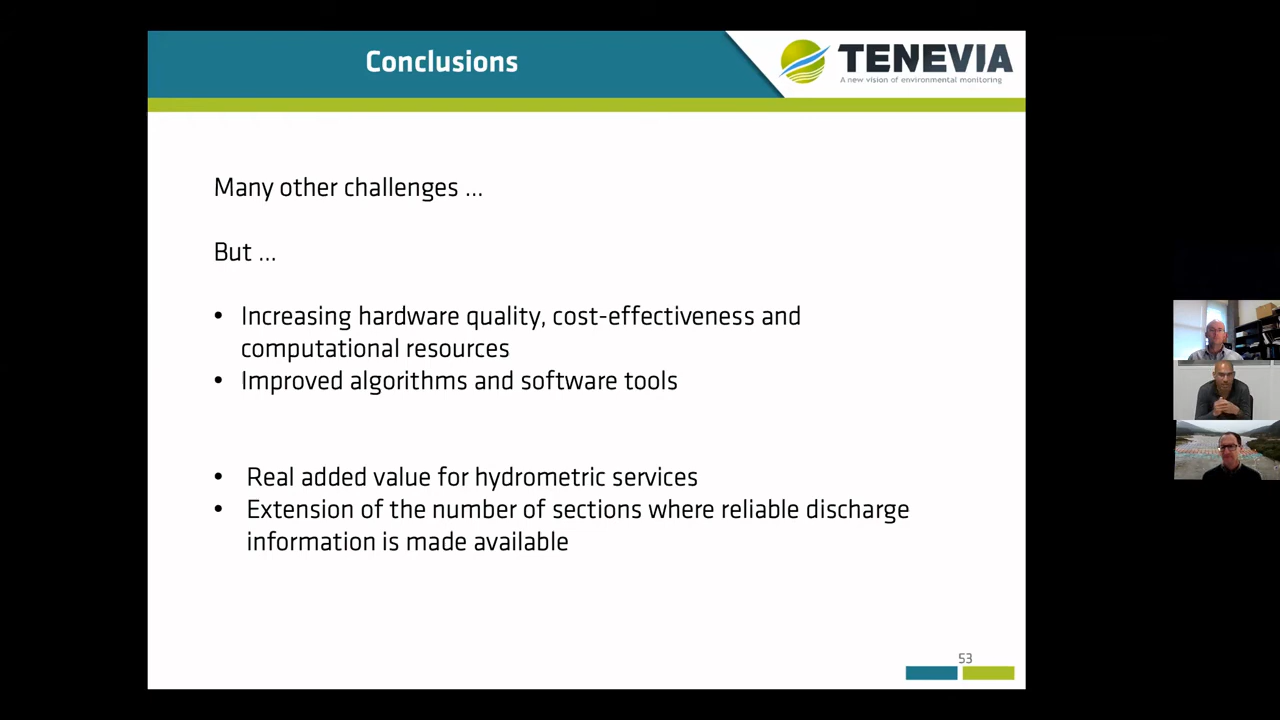 Conclusions
TENEVIA
A new vision of environmental monitoring
Many other challenges ...
But ...
• Increasing hardware quality, cost-effectiveness and
computational resources
• Improved algorithms and software tools
• Real added value for hydrometric services
• Extension of the number of sections where reliable discharge
information is made available
53